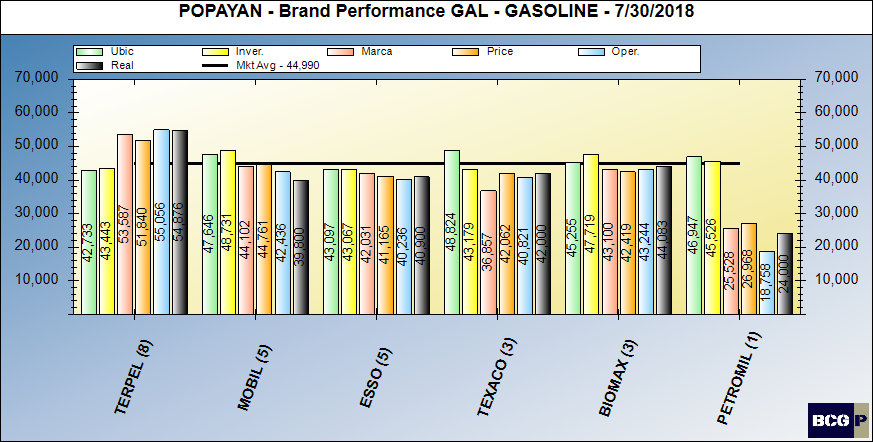 POPAYAN - Brand Performance GAL - GASOLINE - 7/30/2018
Ubic Inver. Marca Price Oper.
Real Mkt Avg - 44,990
70,000 70,000
60,000 60,000
50,000 50,000
40,000 40,000
30,000 30,000
20,000 20,000
10,000 10,000
42,733 43,443 53,587 51,840 55,056 54,876
47,646 48,731 44,102 44,761 42,436 39,800
43,097 43,067 42,031 41,165 40,236 40,900
48,824 43,179 36,857 42,062 40,821 42,000
45,255 47,719 43,100 42,419 43,244 44,083
46,947 45,526 25,528 26,968 18,758 24,000
TERPEL (8)
MOBIL (5)
ESSO (5)
TEXACO (3)
BIOMAX (3)
PETROMIL (1)
BCG P